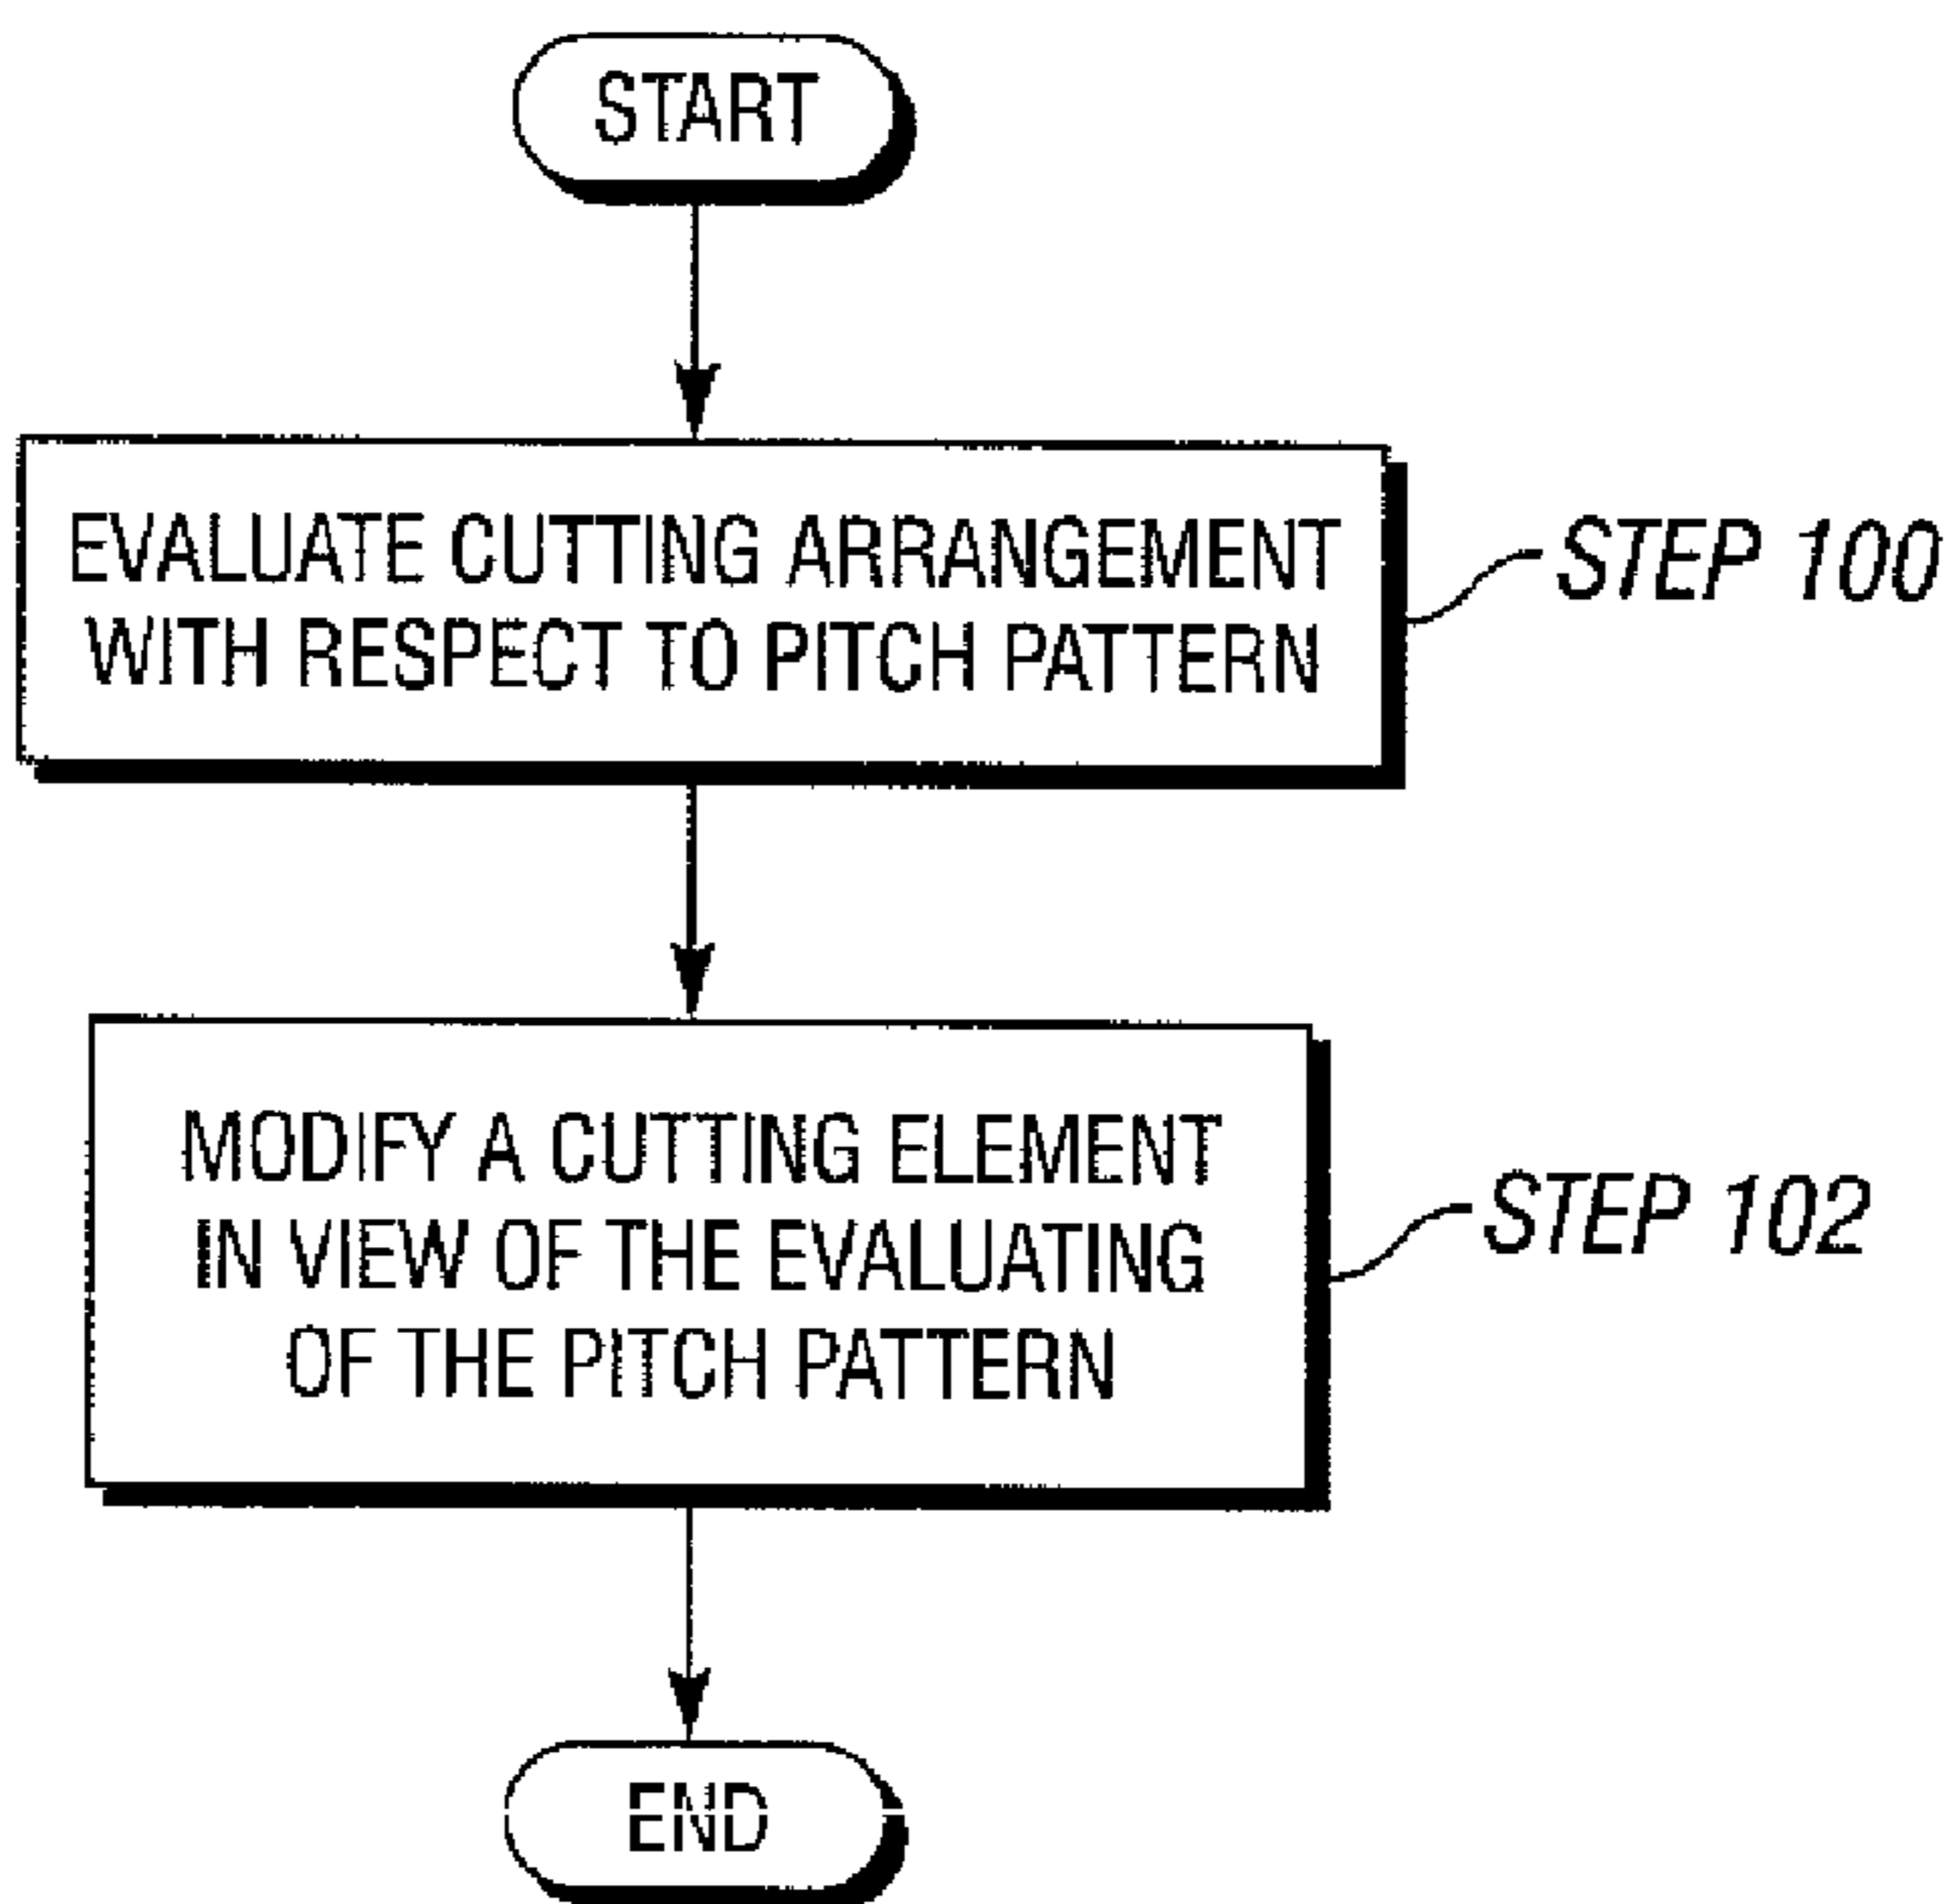 START
EVALUATE CUTTING ARRANGEMENT
WITH RESPECT TO PITCH PATTERN
STEP 100
MODIFY A CUTTING ELEMENT
IN VIEW OF THE EVALUATING
OF THE PITCH PATTERN
STEP 102
END